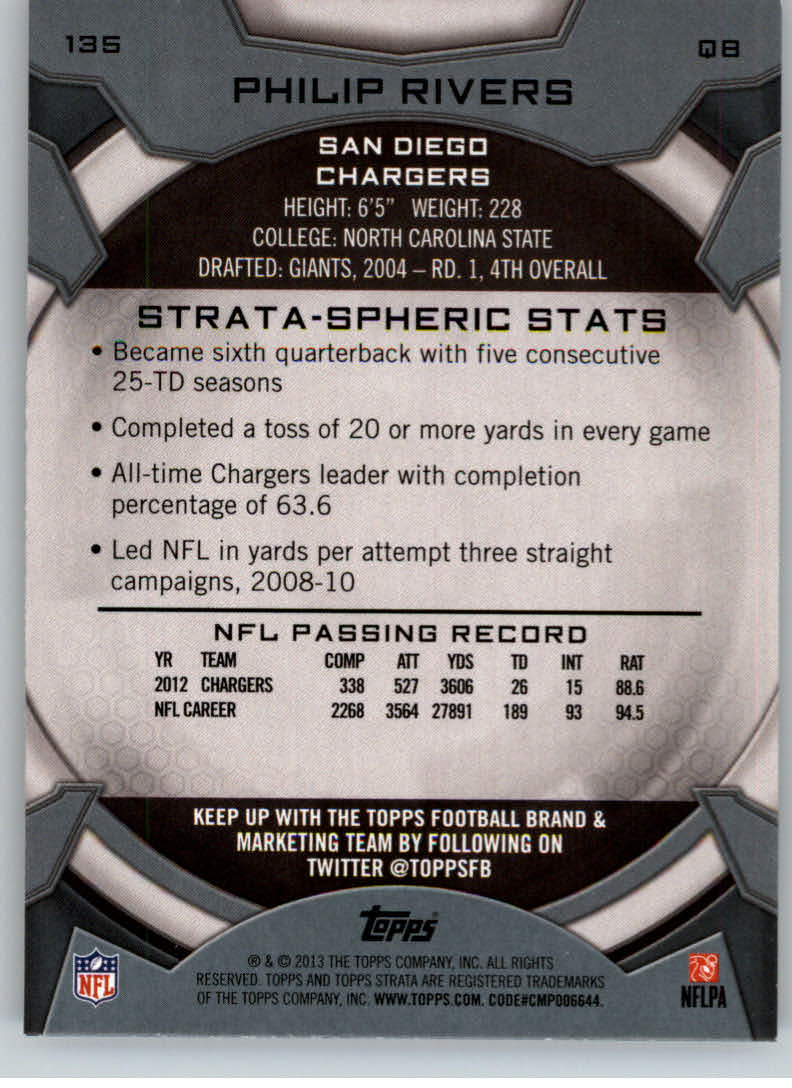 135
QB
PHILIP RIVERS
SAN DIEGO
CHARGERS
HEIGHT: 6'5" WEIGHT: 228
COLLEGE: NORTH CAROLINA STATE
DRAFTED: GIANTS, 2004 – RD. 1, 4TH OVERALL
STRATA-SPHERIC STATS
• Became sixth quarterback with five consecutive
25-TD seasons
• Completed a toss of 20 or more yards in every game
• All-time Chargers leader with completion
percentage of 63.6
• Led NFL in yards per attempt three straight
campaigns, 2008-10
NFL PASSING RECORD
YR TEAM COMP ATT YDS TD INT RAT
2012 CHARGERS 338 527 3606 26 15 88.6
NFL CAREER 2268 3564 27891 189 93 94.5
KEEP UP WITH THE TOPPS FOOTBALL BRAND &
MARKETING TEAM BY FOLLOWING ON
TWITTER @TOPPSFB
Topps
® & © 2013 THE TOPPS COMPANY, INC. ALL RIGHTS
RESERVED. TOPPS AND TOPPS STRATA ARE REGISTERED TRADEMARKS
OF THE TOPPS COMPANY, INC. WWW.TOPPS.COM. CODE#CMP006644.
NFL
NFLPA